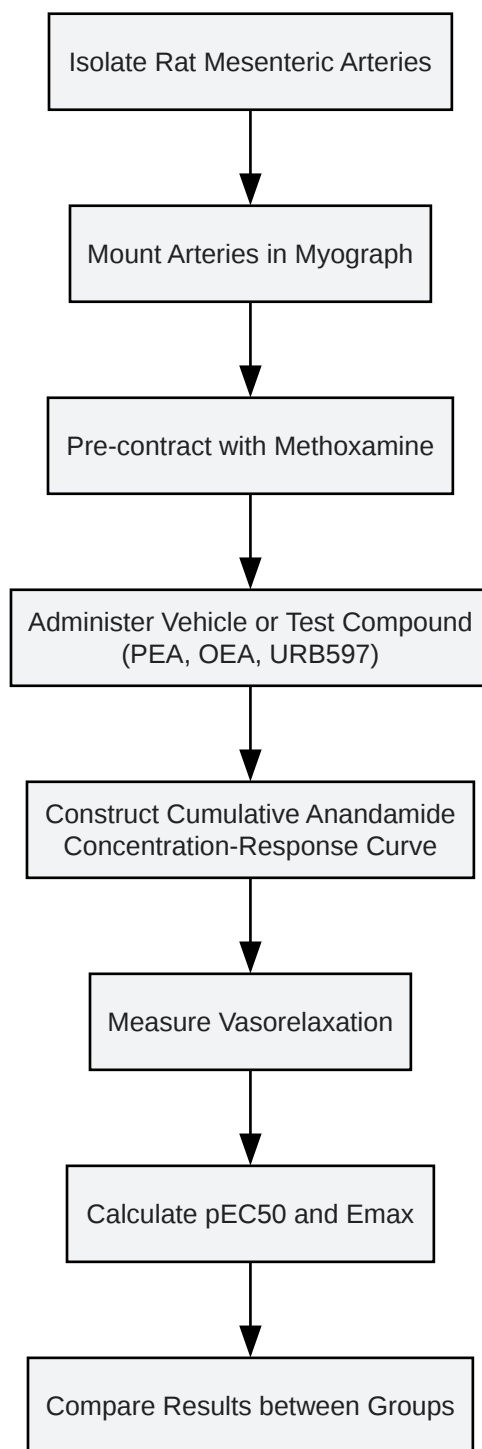 Isolate Rat Mesenteric Arteries
Mount Arteries in Myograph
Pre-contract with Methoxamine
Administer Vehicle or Test Compound
(PEA, OEA, URB597)
Construct Cumulative Anandamide
Concentration-Response Curve
Measure Vasorelaxation
Calculate pEC50 and Emax
Compare Results between Groups